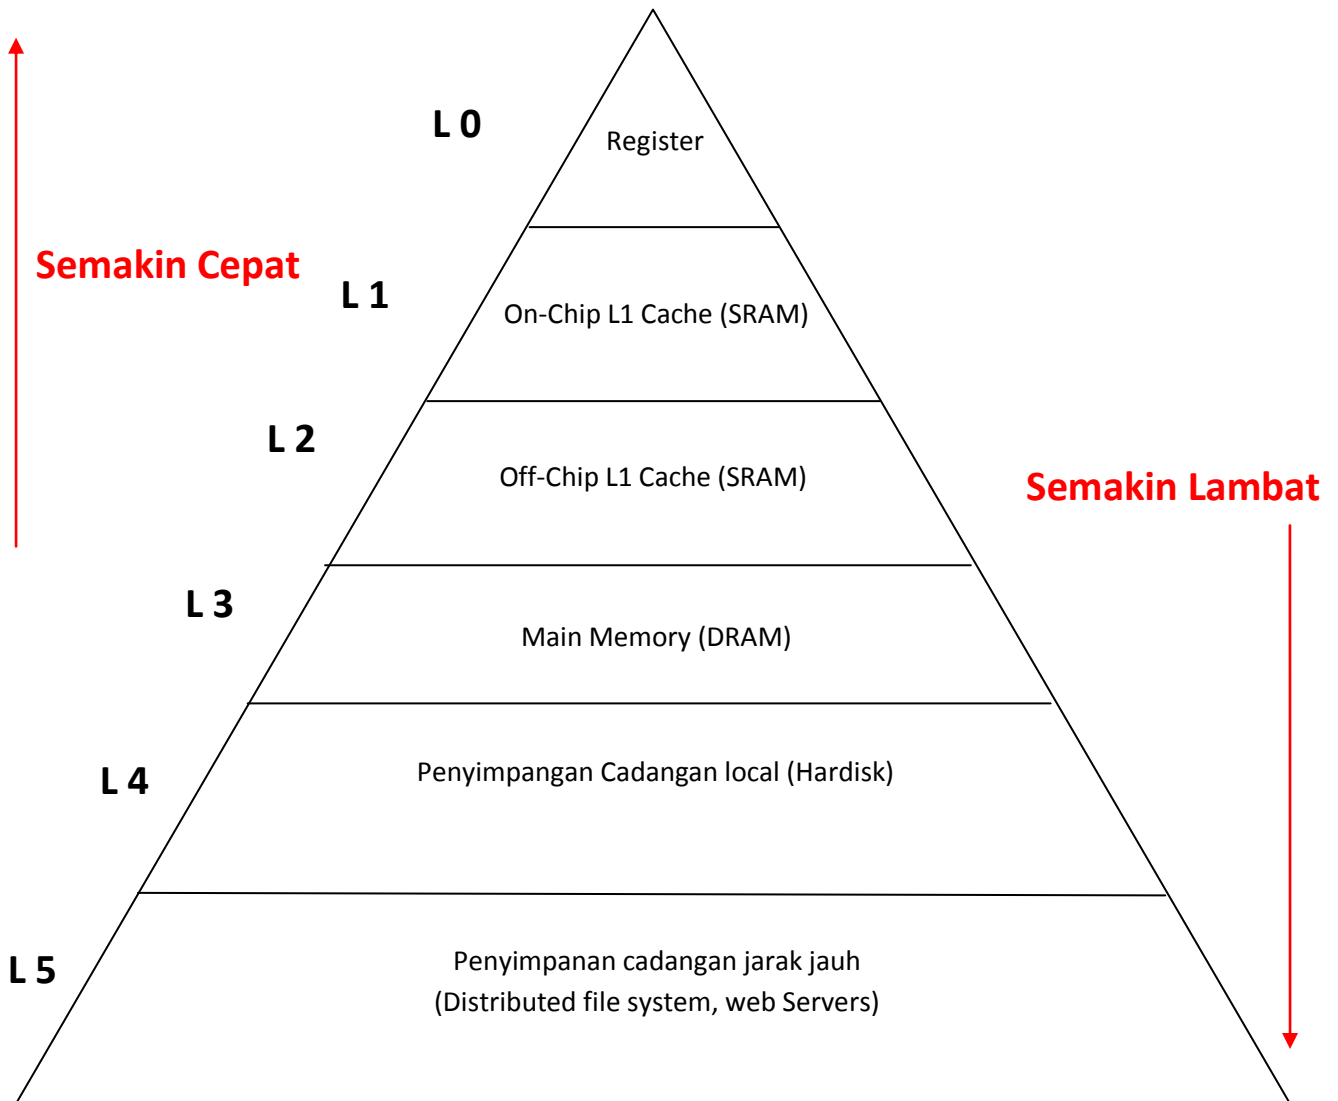 L 0
Register
Semakin Cepat
L 1
On-Chip L1 Cache (SRAM)
L 2
Off-Chip L1 Cache (SRAM)
Semakin Lambat
L 3
Main Memory (DRAM)
L 4
Penyimpangan Cadangan local (Hardisk)
L 5
Penyimpanan cadangan jarak jauh
(Distributed file system, web Servers)